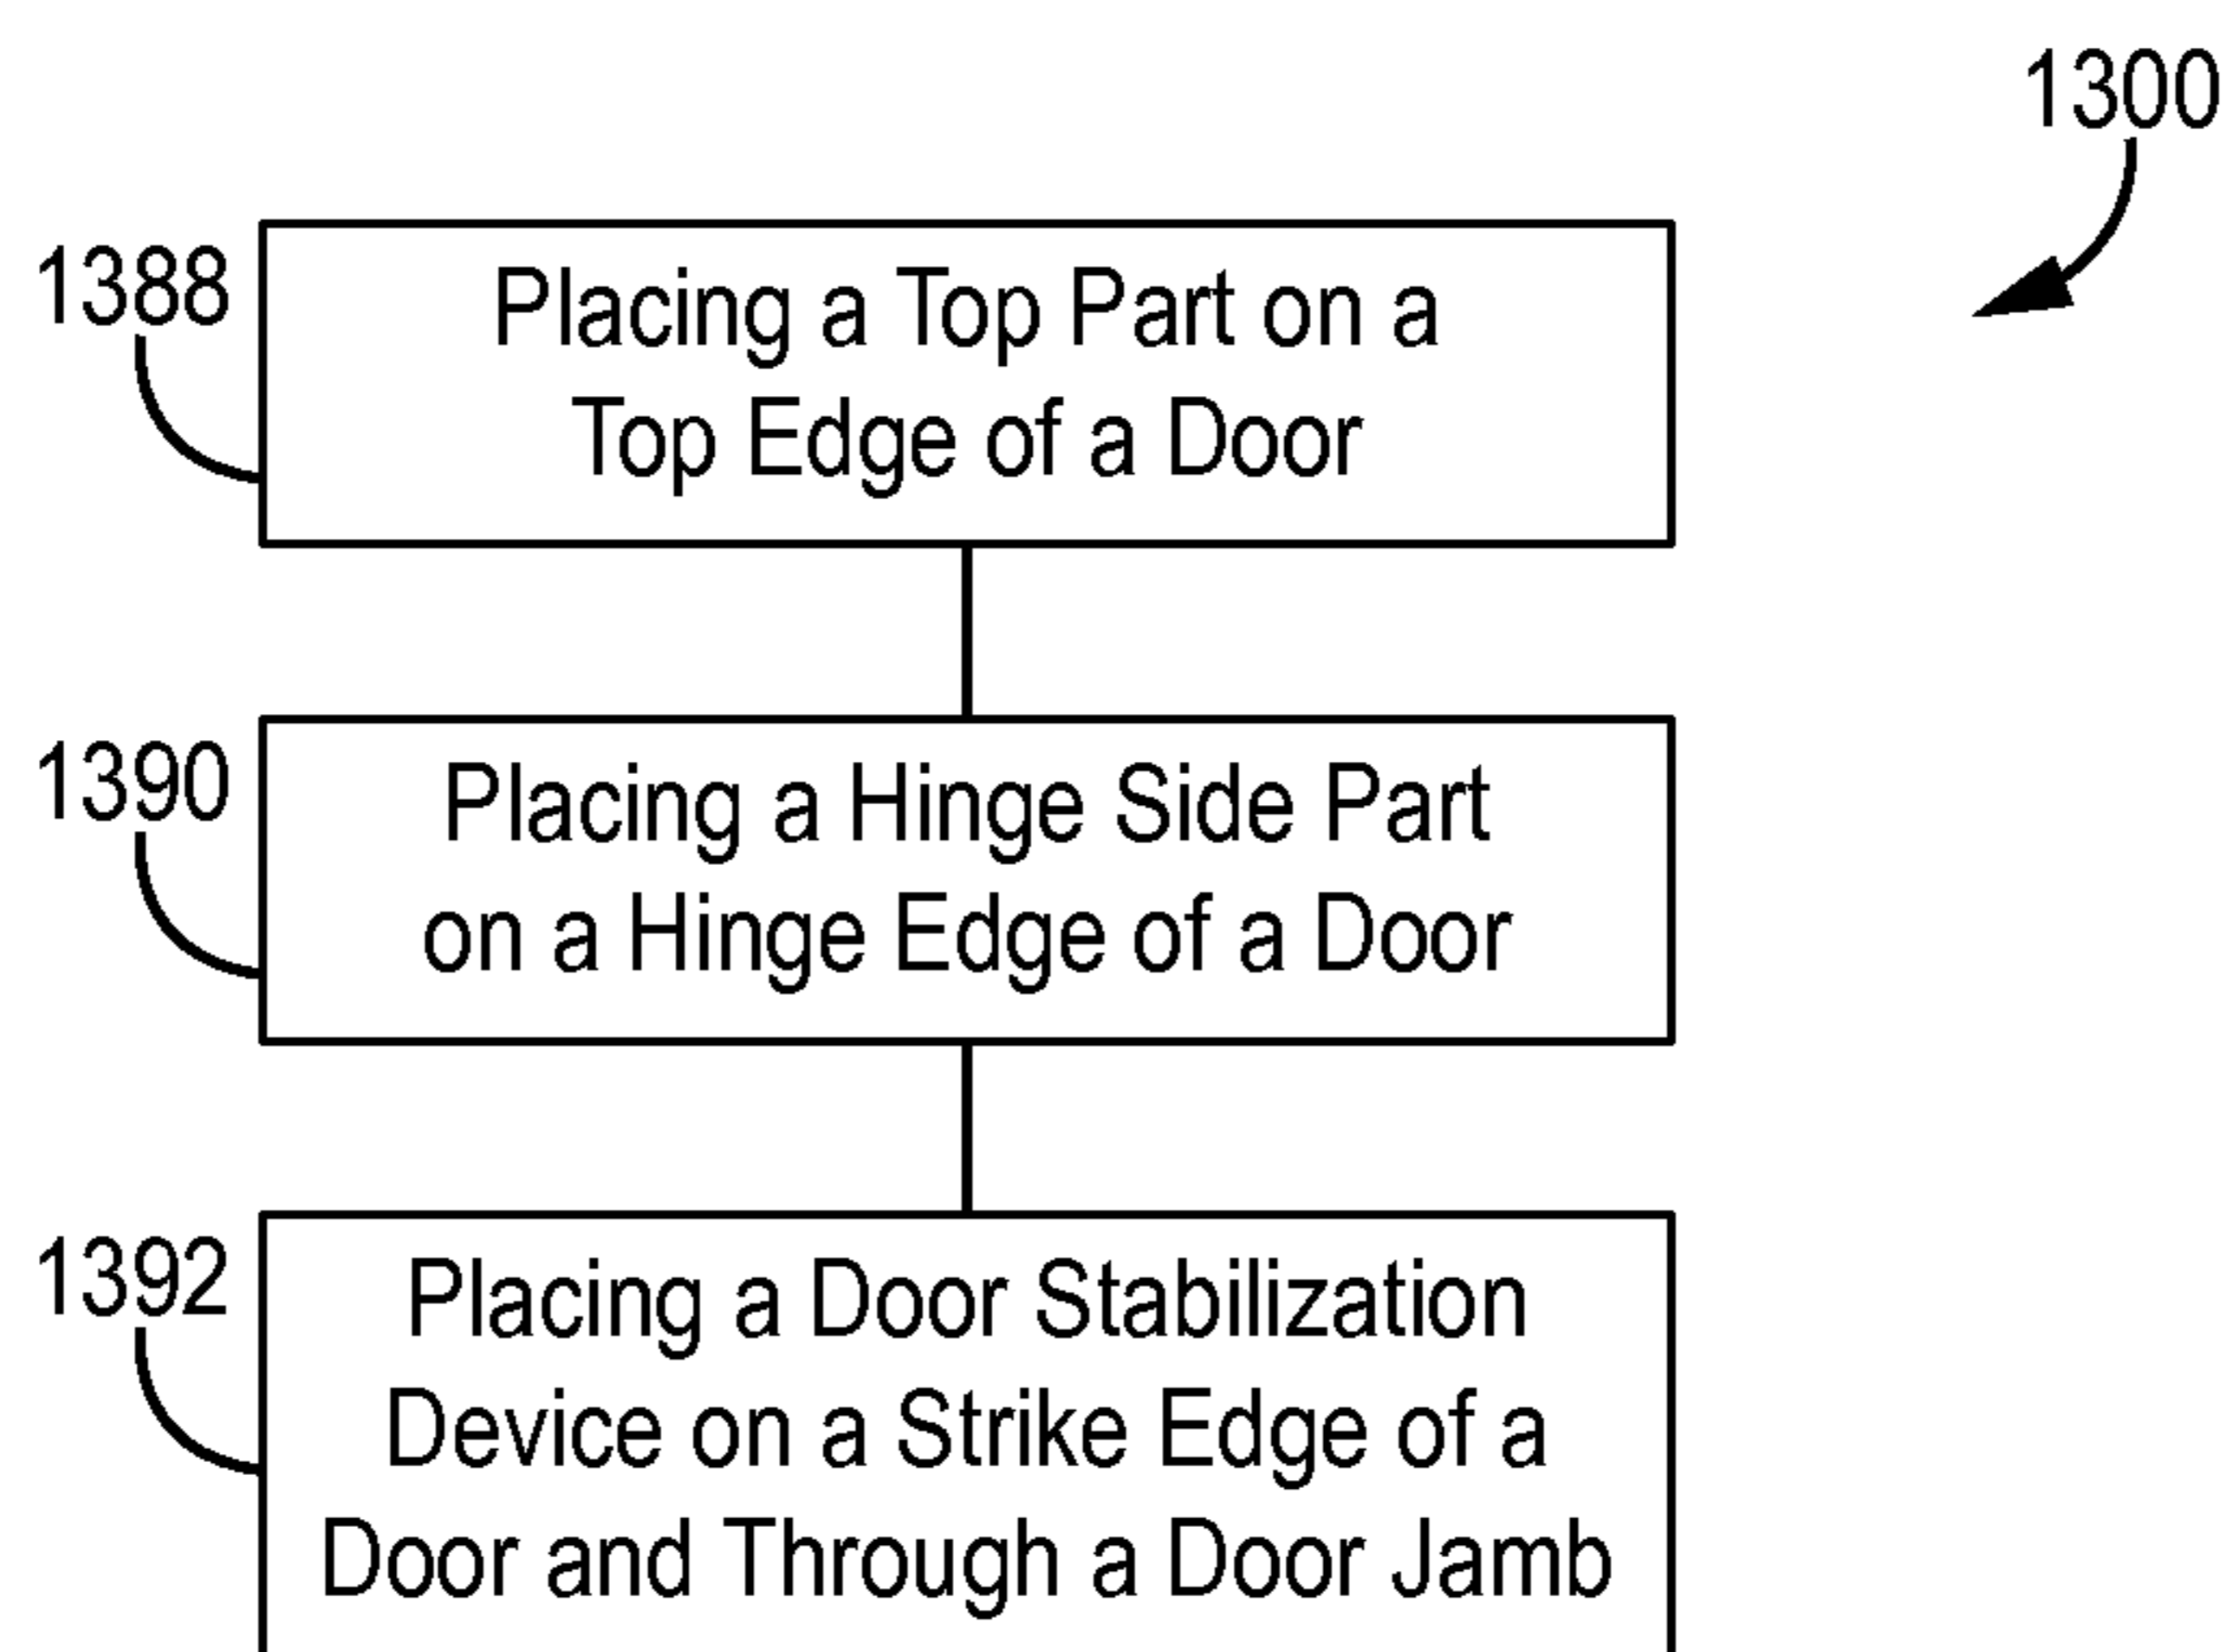 1300
1388
Placing a Top Part on a
Top Edge of a Door
1390
Placing a Hinge Side Part
on a Hinge Edge of a Door
1392
Placing a Door Stabilization
Device on a Strike Edge of a
Door and Through a Door Jamb